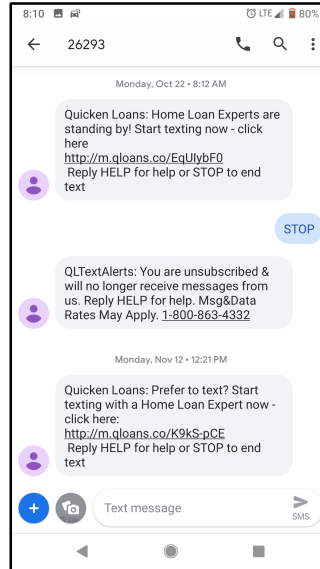 8:10 LTE 80%
26293
Monday, Oct 22 • 8:12 AM
Quicken Loans: Home Loan Experts are
standing by! Start texting now - click
here
http://m.qloans.co/EqUlybF0
Reply HELP for help or STOP to end
text
STOP
QLTextAlerts: You are unsubscribed &
will no longer receive messages from
us. Reply HELP for help. Msg&Data
Rates May Apply. 1-800-863-4332
Monday, Nov 12 • 12:21 PM
Quicken Loans: Prefer to text? Start
texting with a Home Loan Expert now -
click here:
http://m.qloans.co/K9kS-pCE
Reply HELP for help or STOP to end
text
Text message
SMS